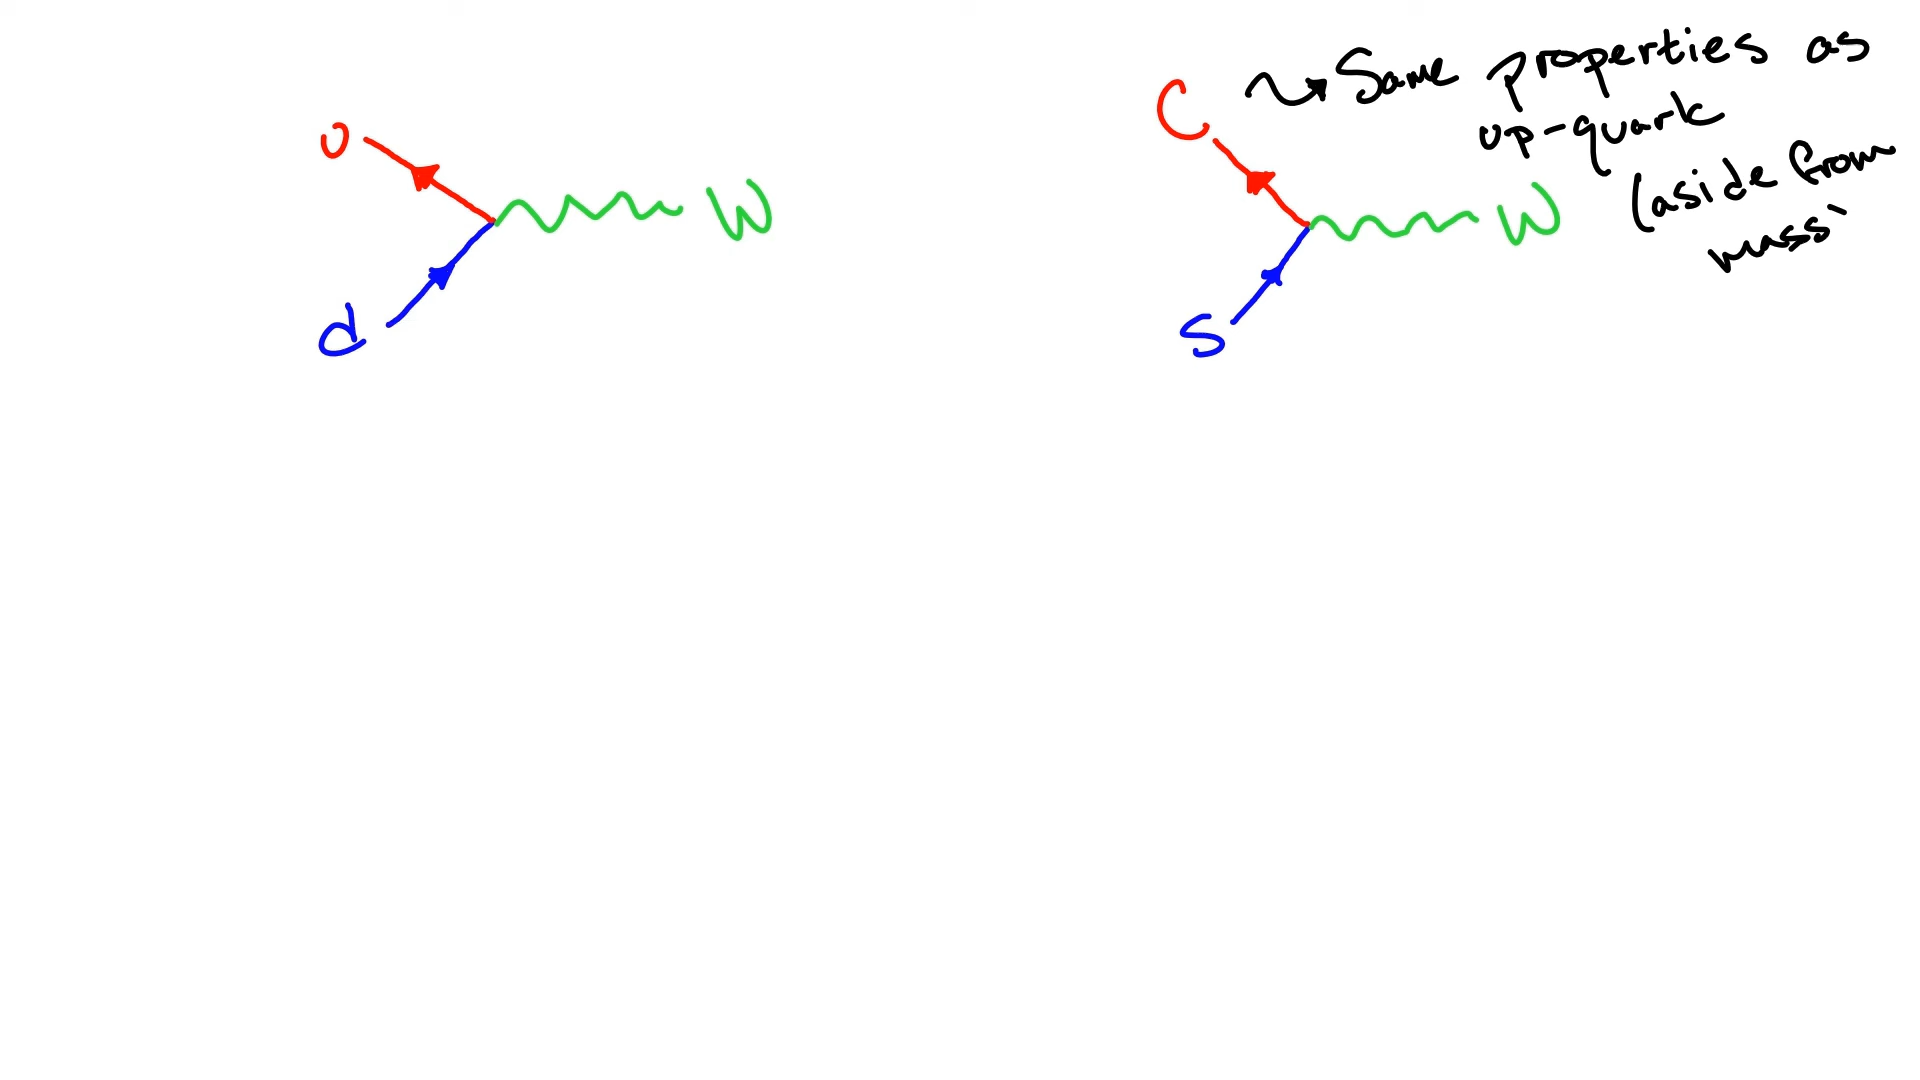 u
d
W
C
Same properties as
up-quark
(aside from
mass
W
S